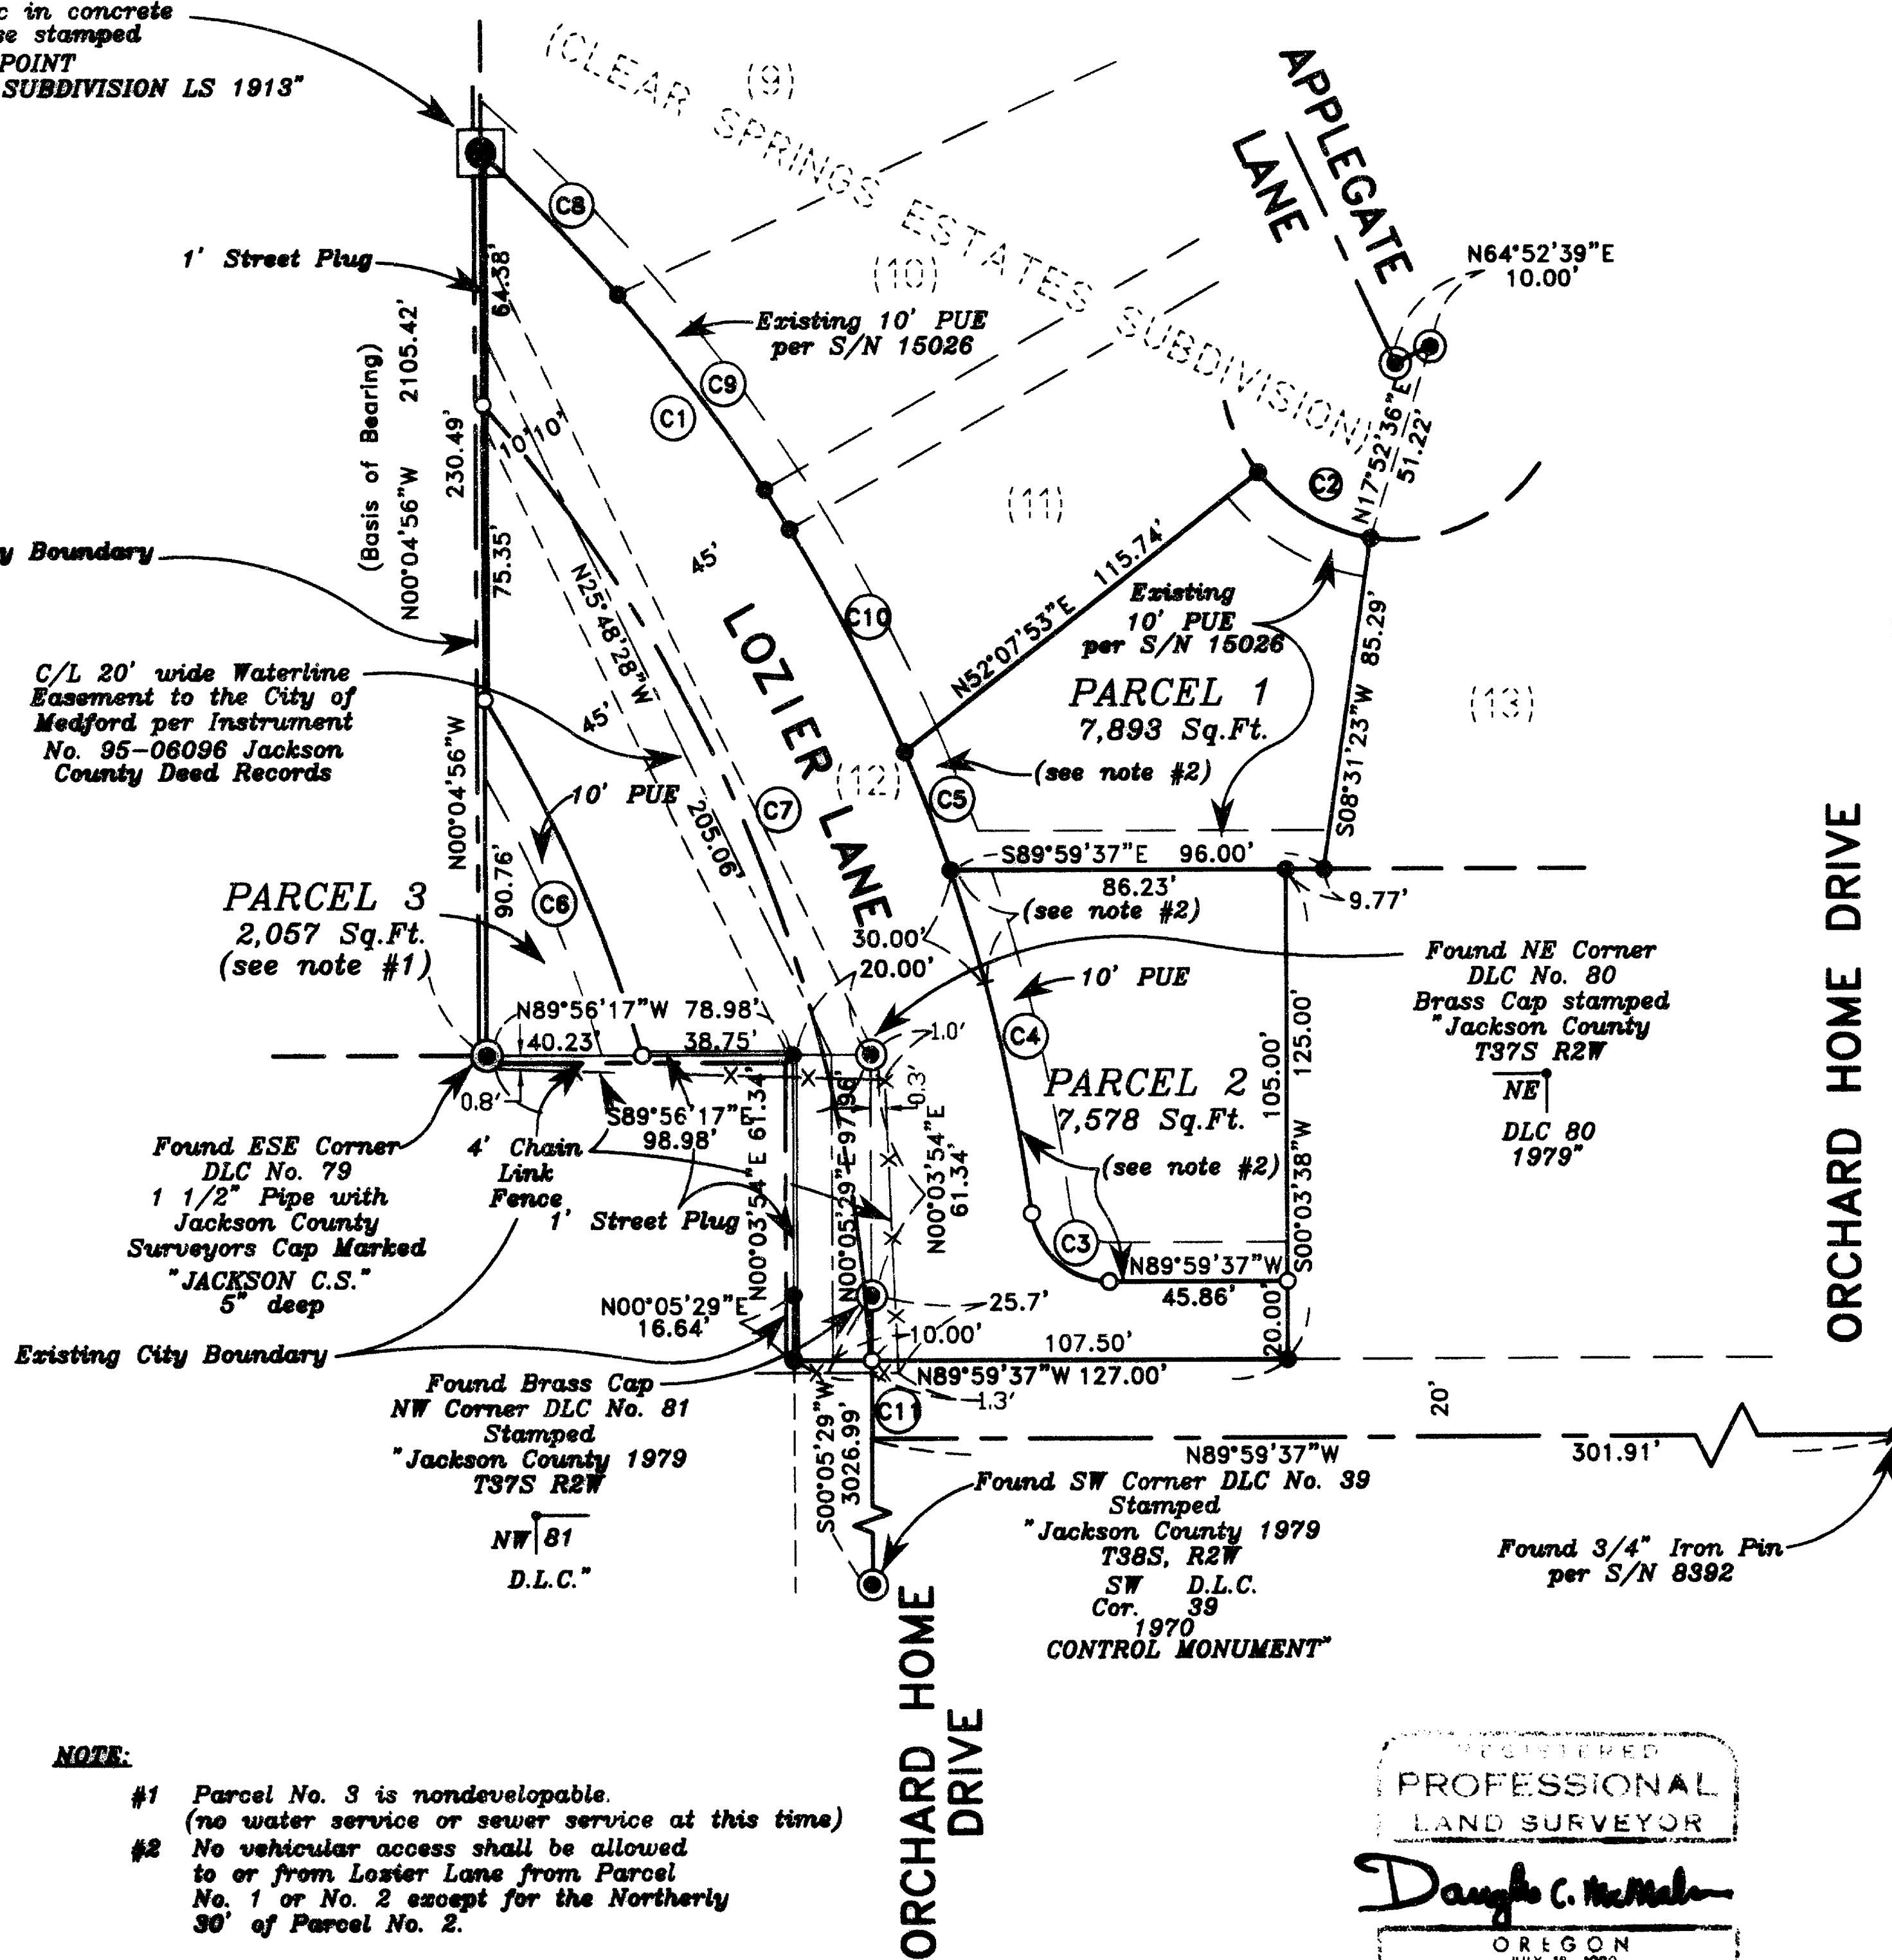 c in concrete
se stamped
POINT
SUBDIVISION LS 1913"
(CLEAR SPRINGS ESTATES SUBDIVISION)
(9)
APPLEGATE
LANE
C8
1' Street Plug
64.38'
(10)
N64°52'39"E
10.00'
Existing 10' PUE
per S/N 15026
(Basis of Bearing)
N00°04'56"W 2105.42'
230.49'
10' 10'
C1
C9
N17°52'36"E
51.22'
C2
(11)
y Boundary
75.35'
N25°48'28"W
205.06'
45'
115.74'
N52°07'53"E
Existing
10' PUE
per S/N 15026
C10
LOZIER LANE
C/L 20' wide Waterline
Easement to the City of
Medford per Instrument
No. 95-06096 Jackson
County Deed Records
45'
PARCEL 1
7,893 Sq.Ft.
(see note #2)
S08°31'23"W 85.29'
(13)
N00°04'56"W
10' PUE
C7
(12)
C5
90.76'
S89°59'37"E 96.00'
86.23'
(see note #2)
9.77'
PARCEL 3
2,057 Sq.Ft.
(see note #1)
C6
30.00'
20.00'
10' PUE
Found NE Corner
DLC No. 80
Brass Cap stamped
"Jackson County
T37S R2W
NE
DLC 80
1979"
ORCHARD HOME DRIVE
N89°56'17"W 78.98'
40.23'
38.75'
1.0'
C4
105.00'
125.00'
0.8'
0.3'
PARCEL 2
7,578 Sq.Ft.
(see note #2)
S89°56'17"E
98.98'
N00°03'54"E 61.34'
N00°05'29"E 97.96'
N00°03'54"E
61.34'
S00°03'38"W
Found ESE Corner
DLC No. 79
1 1/2" Pipe with
Jackson County
Surveyors Cap Marked
"JACKSON C.S."
5" deep
4' Chain
Link
Fence
1' Street Plug
C3
N89°59'37"W
45.86'
20.00'
N00°05'29"E
16.64'
25.7'
10.00'
107.50'
N89°59'37"W 127.00'
1.3'
Existing City Boundary
C11
Found Brass Cap
NW Corner DLC No. 81
Stamped
"Jackson County 1979
T37S R2W
NW 81
D.L.C."
S00°05'29"W
3026.99'
20'
N89°59'37"W
301.91'
Found SW Corner DLC No. 39
Stamped
"Jackson County 1979
T38S, R2W
SW D.L.C.
Cor. 39
1970
CONTROL MONUMENT"
Found 3/4" Iron Pin
per S/N 8392
ORCHARD HOME
DRIVE
NOTE:
#1 Parcel No. 3 is nondevelopable.
(no water service or sewer service at this time)
#2 No vehicular access shall be allowed
to or from Lozier Lane from Parcel
No. 1 or No. 2 except for the Northerly
30' of Parcel No. 2.
REGISTERED
PROFESSIONAL
LAND SURVEYOR
OREGON